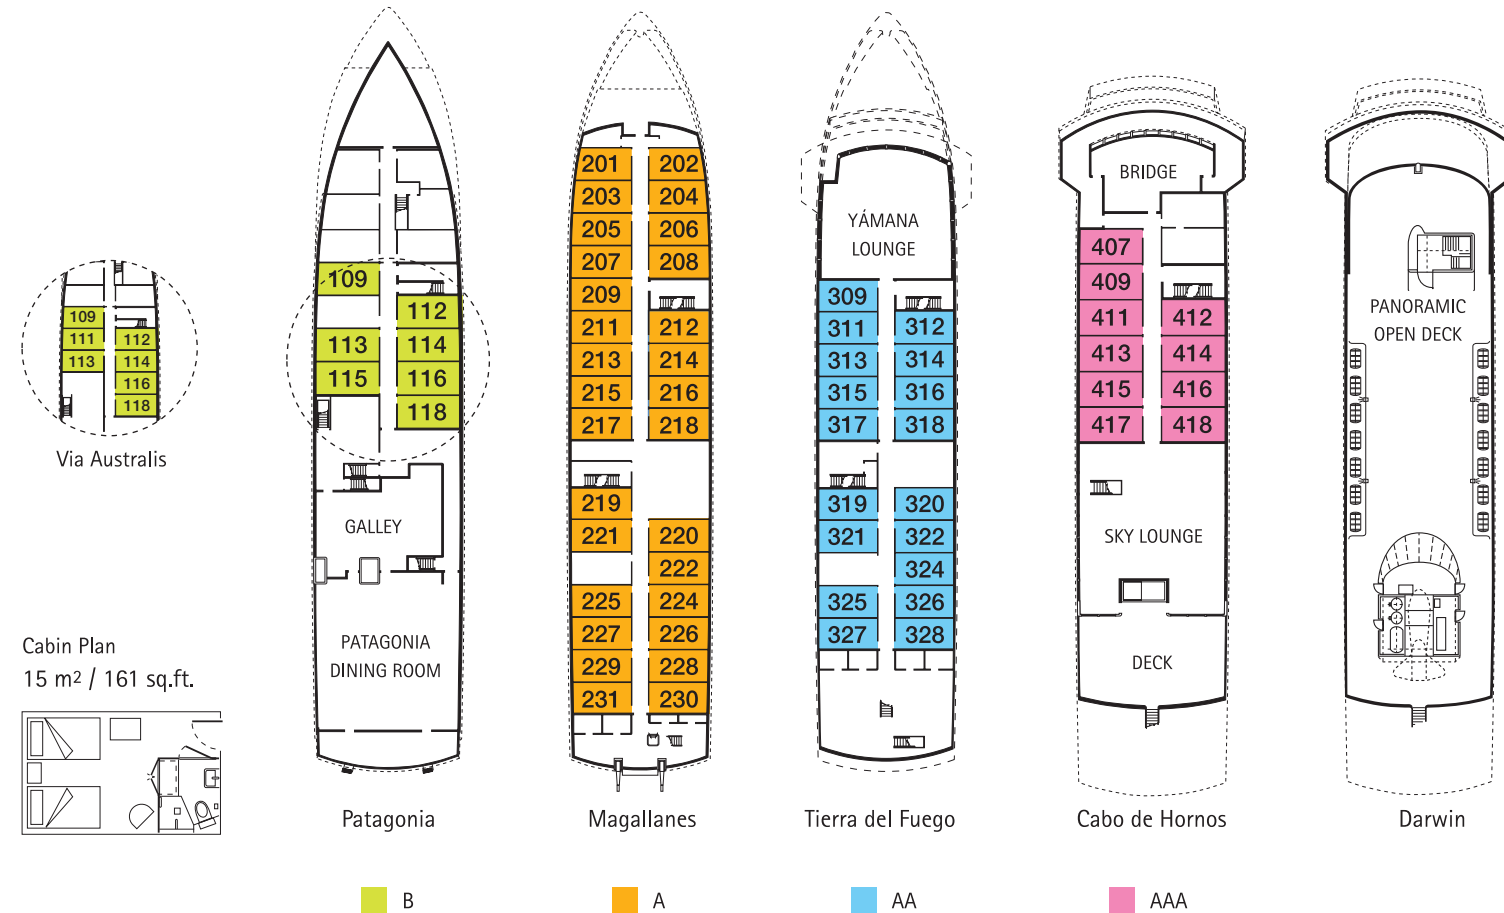 109
111
113
112
114
116
118
Via Australis
Cabin Plan
15 m² / 161 sq.ft.
109
113
115
112
114
116
118
GALLEY
PATAGONIA
DINING ROOM
Patagonia
201 202
203 204
205 206
207 208
209
211 212
213 214
215 216
217 218
219
221 220
222
225 224
227 226
229 228
231 230
Magallanes
YÁMANA
LOUNGE
309
311 312
313 314
315 316
317 318
319 320
321 322
324
325 326
327 328
Tierra del Fuego
BRIDGE
407
409
411 412
413 414
415 416
417 418
SKY LOUNGE
DECK
Cabo de Hornos
PANORAMIC
OPEN DECK
Darwin
B
A
AA
AAA